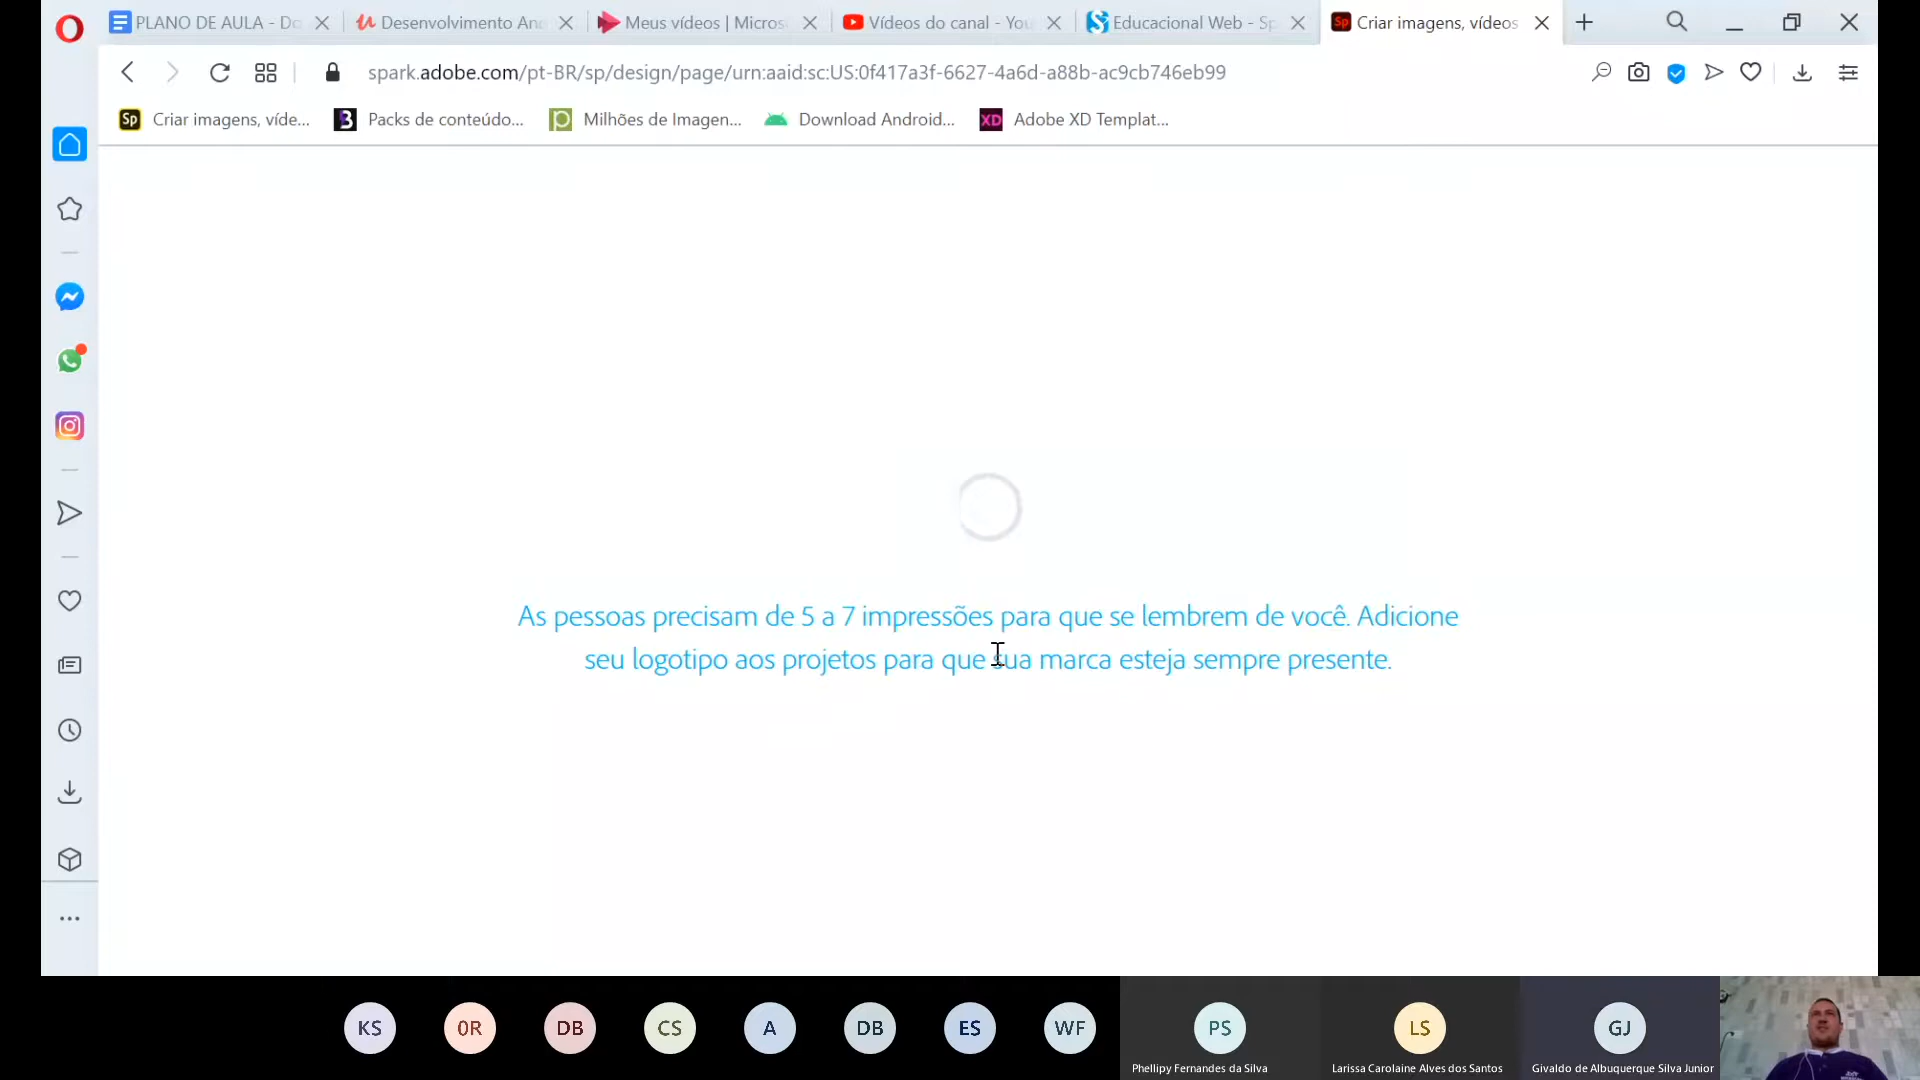 PLANO DE AULA - Do
Desenvolvimento And
Meus vídeos | Micros
Vídeos do canal - You
Educacional Web - Sp
Sp
Criar imagens, vídeos
spark.adobe.com/pt-BR/sp/design/page/urn:aaid:sc:US:0f417a3f-6627-4a6d-a88b-ac9cb746eb99
Sp
Criar imagens, víde...
Packs de conteúdo...
Milhões de Imagen...
Download Android...
XD
Adobe XD Templat...
As pessoas precisam de 5 a 7 impressões para que se lembrem de você. Adicione
seu logotipo aos projetos para que sua marca esteja sempre presente.
KS
0R
DB
CS
A
DB
ES
WF
PS
LS
GJ
Phellipy Fernandes da Silva
Larissa Carolaine Alves dos Santos
Givaldo de Albuquerque Silva Junior